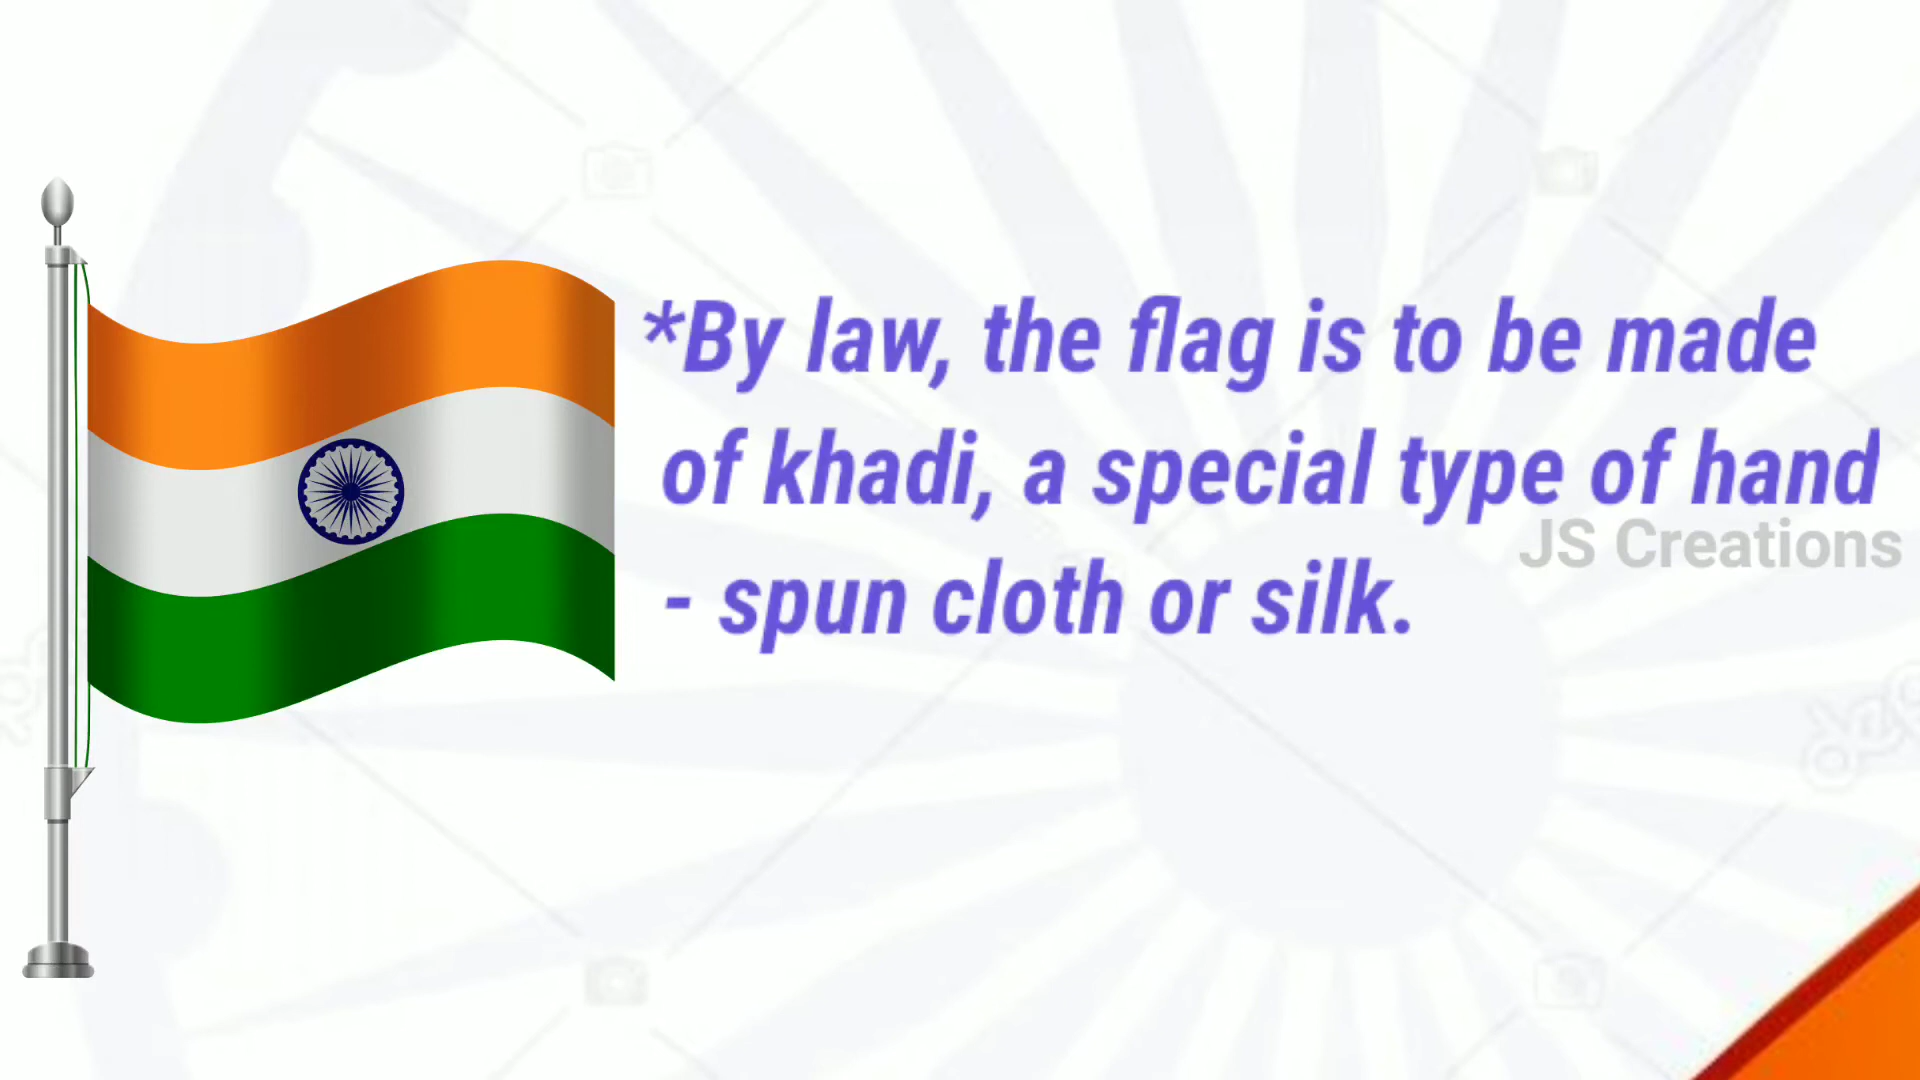 *By law, the flag is to be made
of khadi, a special type of hand
JS Creations
- spun cloth or silk.